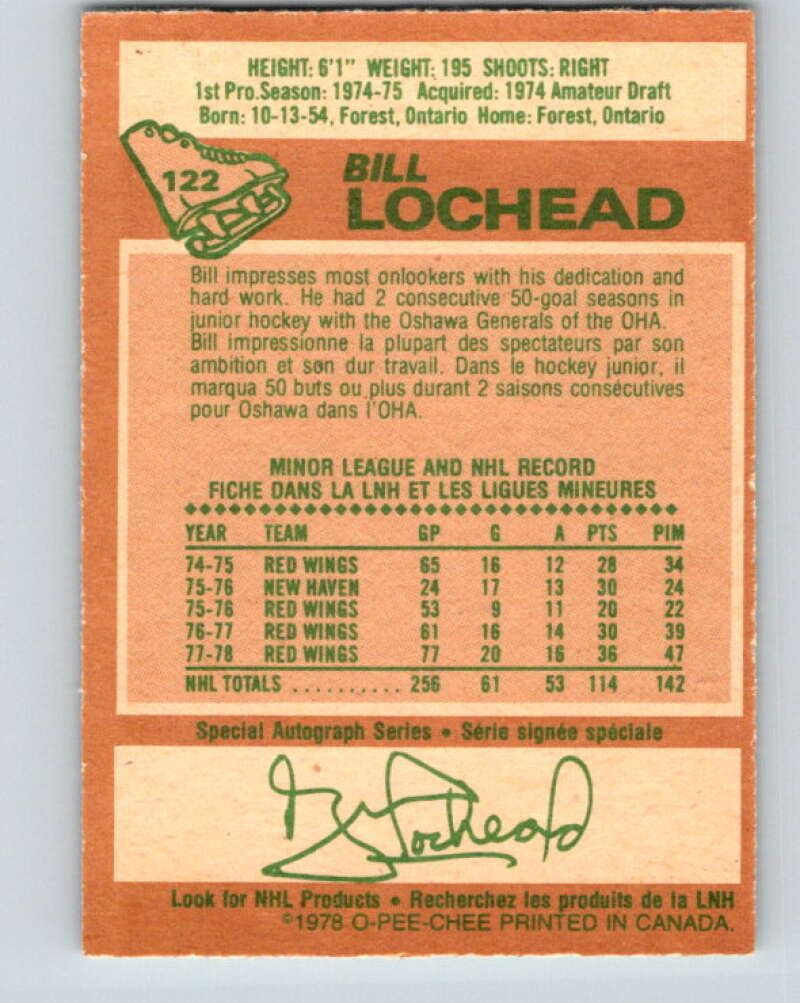 HEIGHT: 6'1" WEIGHT: 195 SHOOTS: RIGHT
1st Pro. Season: 1974-75 Acquired: 1974 Amateur Draft
Born: 10-13-54, Forest, Ontario Home: Forest, Ontario
122
BILL
LOCHEAD
Bill impresses most onlookers with his dedication and
hard work. He had 2 consecutive 50-goal seasons in
junior hockey with the Oshawa Generals of the OHA.
Bill impressionne la plupart des spectateurs par son
ambition et son dur travail. Dans le hockey junior, il
marqua 50 buts ou plus durant 2 saisons consécutives
pour Oshawa dans l'OHA.
MINOR LEAGUE AND NHL RECORD
FICHE DANS LA LNH ET LES LIGUES MINEURES
YEAR TEAM GP G A PTS PIM
74-75 RED WINGS 65 16 12 28 34
75-76 NEW HAVEN 24 17 13 30 24
75-76 RED WINGS 53 9 11 20 22
76-77 RED WINGS 61 16 14 30 39
77-78 RED WINGS 77 20 16 36 47
NHL TOTALS .......... 256 61 53 114 142
Special Autograph Series • Série signée spéciale
Bill Lochead
Look for NHL Products • Recherchez les produits de la LNH
©1978 O-PEE-CHEE PRINTED IN CANADA.